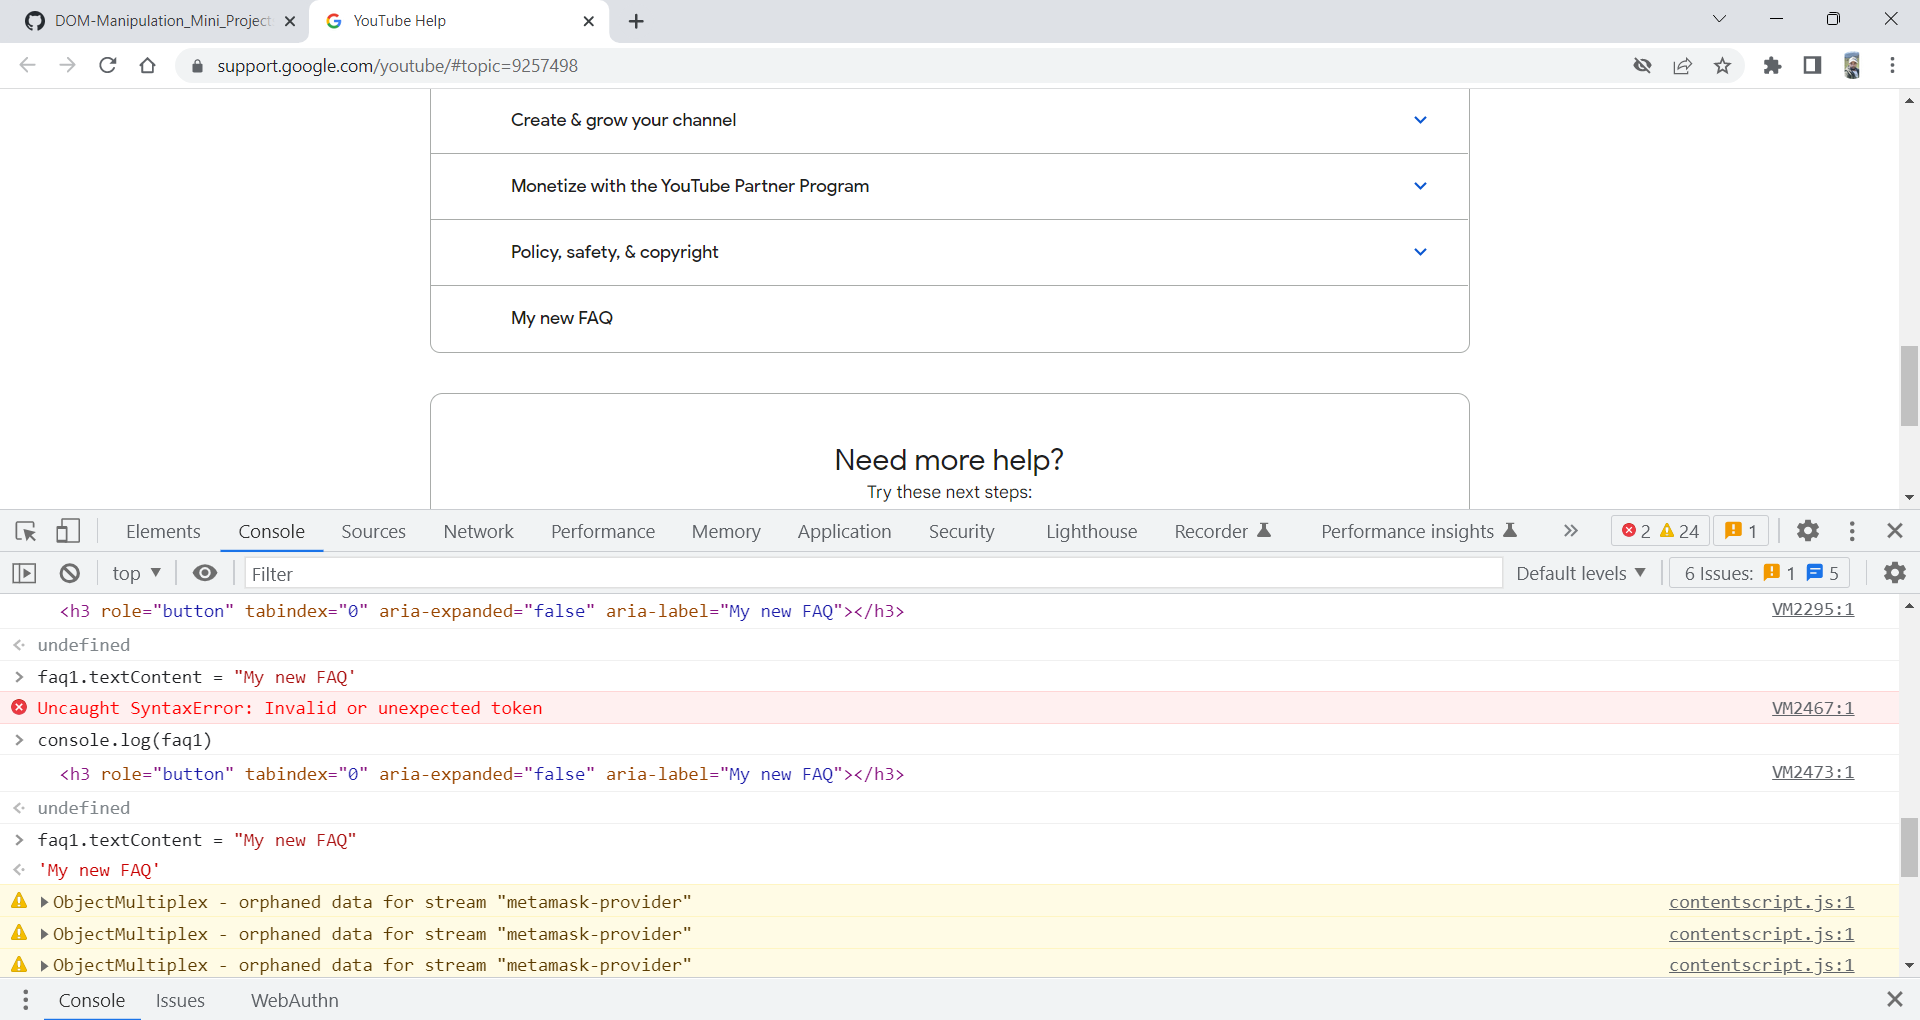 DOM-Manipulation_Mini_Project
YouTube Help
support.google.com/youtube/#topic=9257498
Create & grow your channel
Monetize with the YouTube Partner Program
Policy, safety, & copyright
My new FAQ
Need more help?
Try these next steps:
Elements Console Sources Network Performance Memory Application Security Lighthouse Recorder Performance insights 2 24 1
top Filter Default levels 6 Issues: 1 5
<h3 role="button" tabindex="0" aria-expanded="false" aria-label="My new FAQ"></h3> VM2295:1
undefined
faq1.textContent = "My new FAQ'
Uncaught SyntaxError: Invalid or unexpected token VM2467:1
console.log(faq1)
<h3 role="button" tabindex="0" aria-expanded="false" aria-label="My new FAQ"></h3> VM2473:1
undefined
faq1.textContent = "My new FAQ"
'My new FAQ'
ObjectMultiplex - orphaned data for stream "metamask-provider" contentscript.js:1
ObjectMultiplex - orphaned data for stream "metamask-provider" contentscript.js:1
ObjectMultiplex - orphaned data for stream "metamask-provider" contentscript.js:1
Console Issues WebAuthn